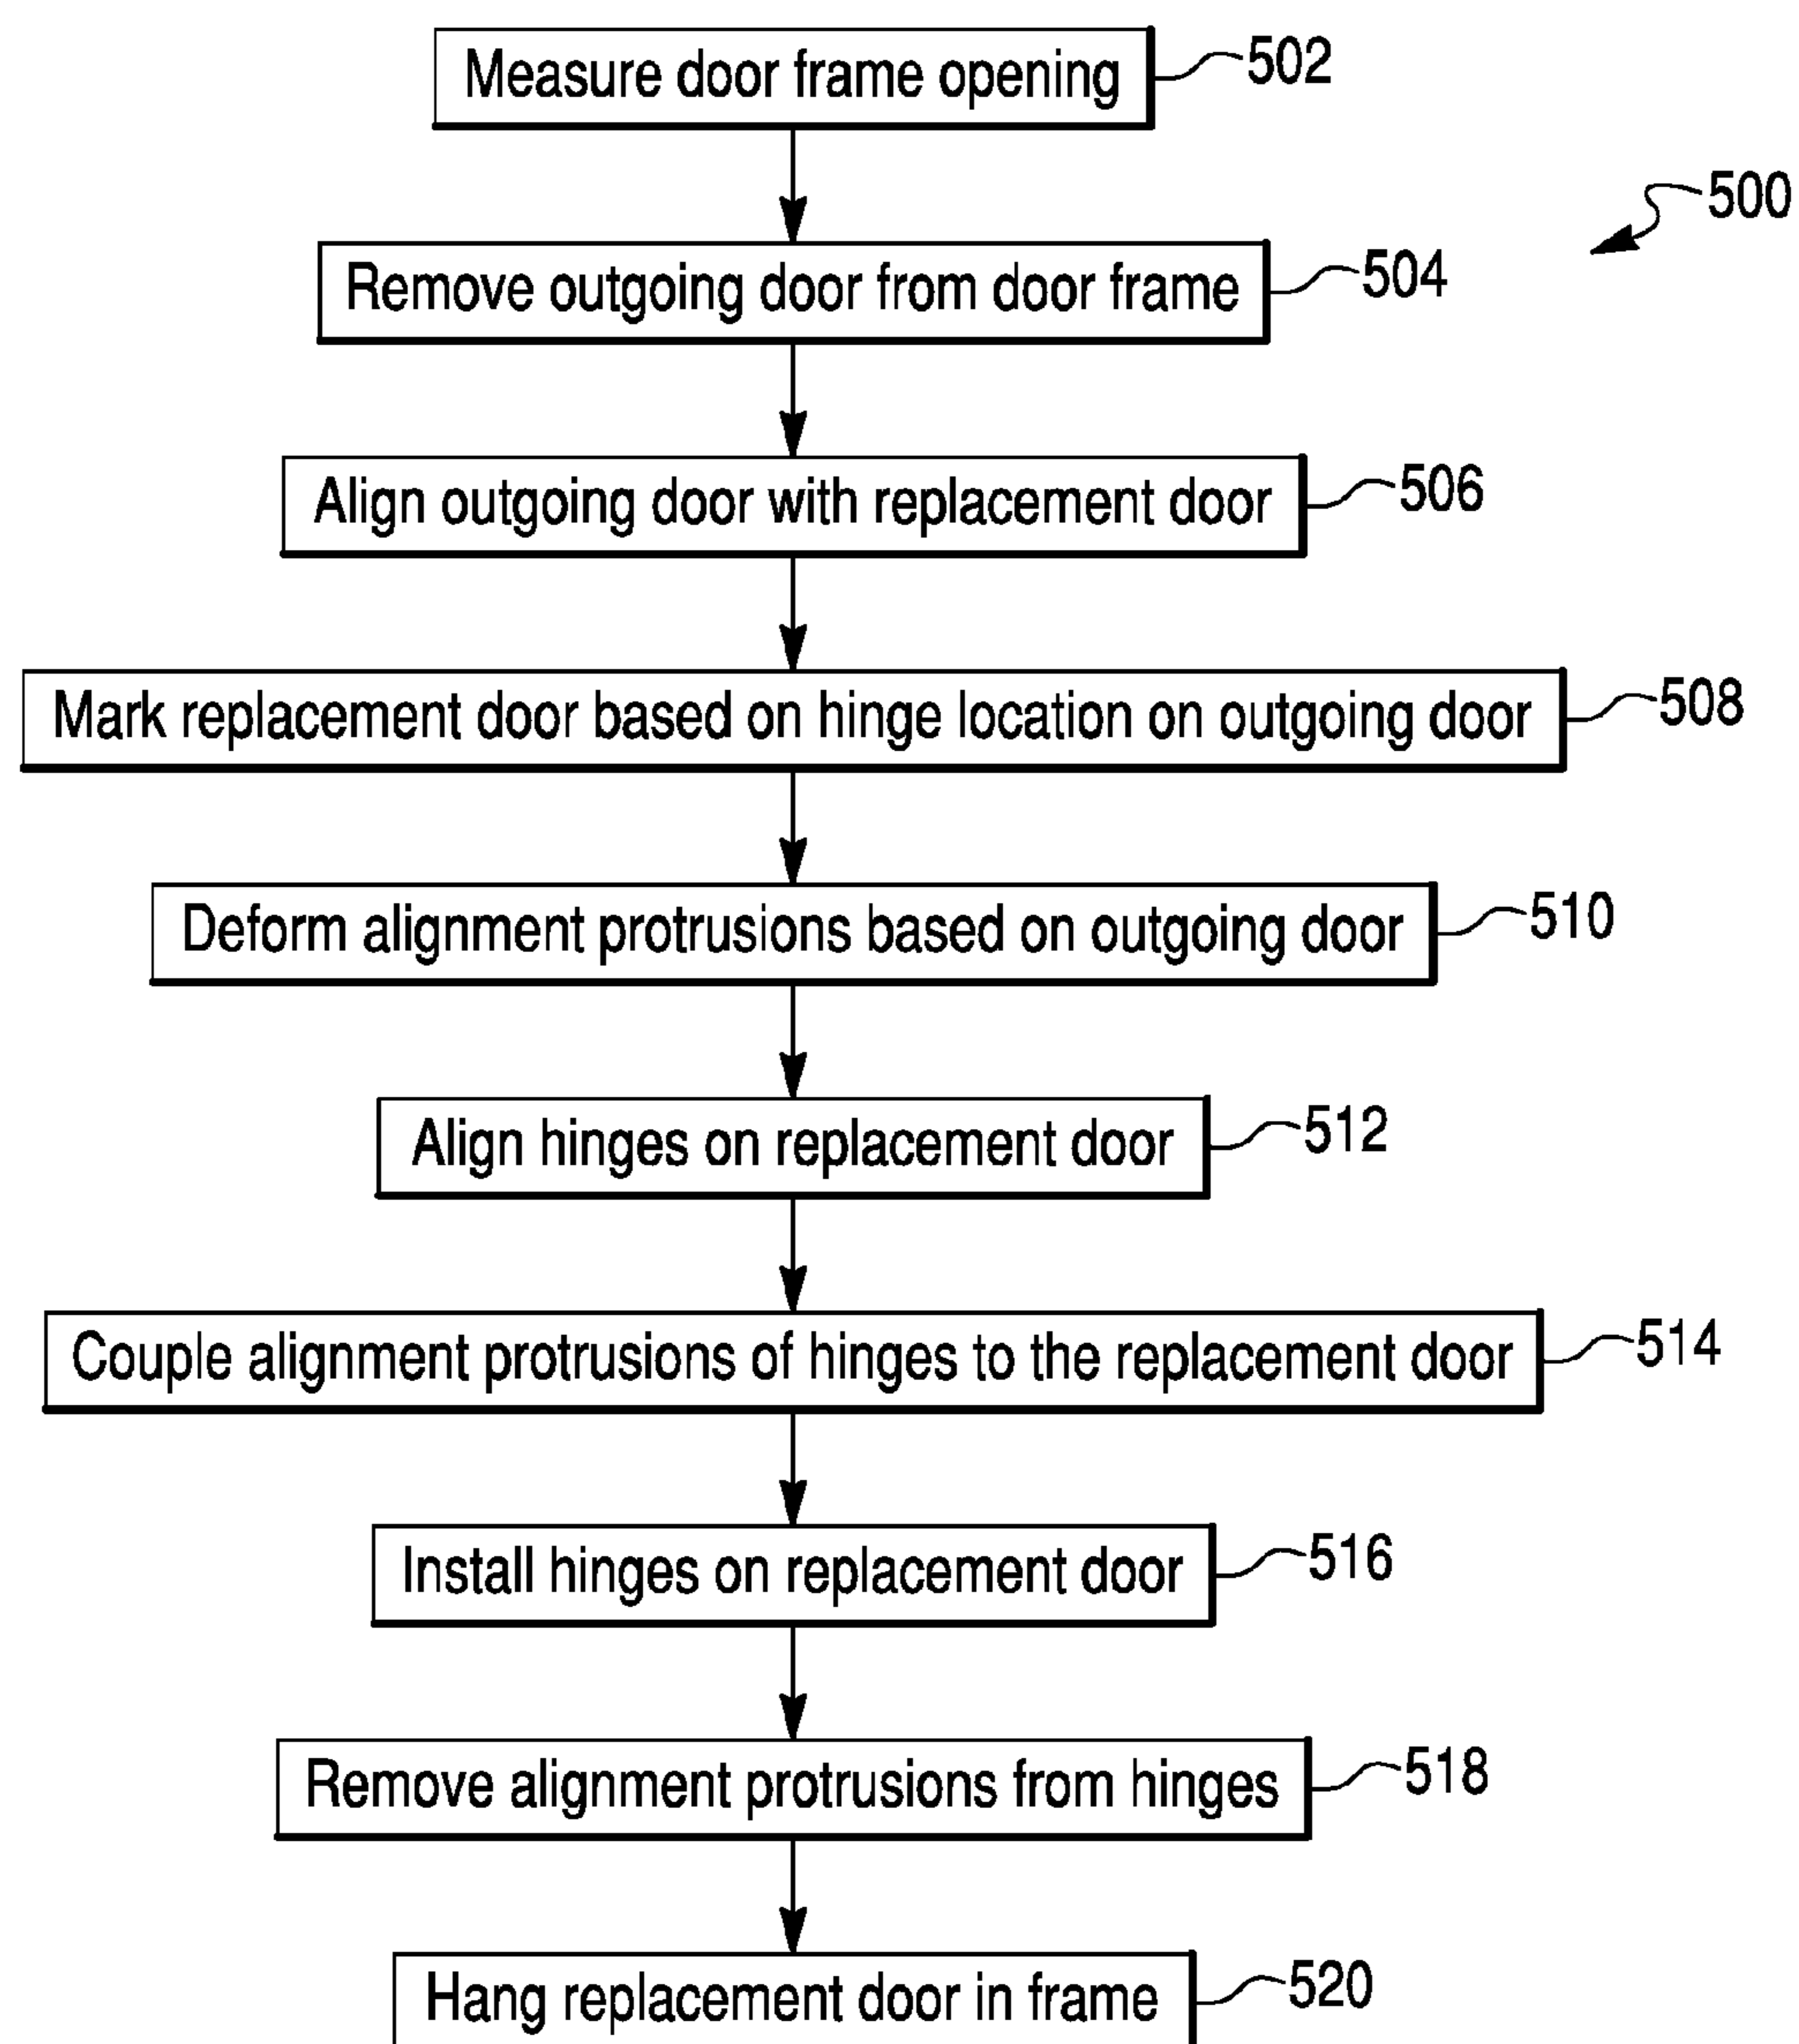 Measure door frame opening 502
500
Remove outgoing door from door frame 504
Align outgoing door with replacement door 506
Mark replacement door based on hinge location on outgoing door 508
Deform alignment protrusions based on outgoing door 510
Align hinges on replacement door 512
Couple alignment protrusions of hinges to the replacement door 514
Install hinges on replacement door 516
Remove alignment protrusions from hinges 518
Hang replacement door in frame 520